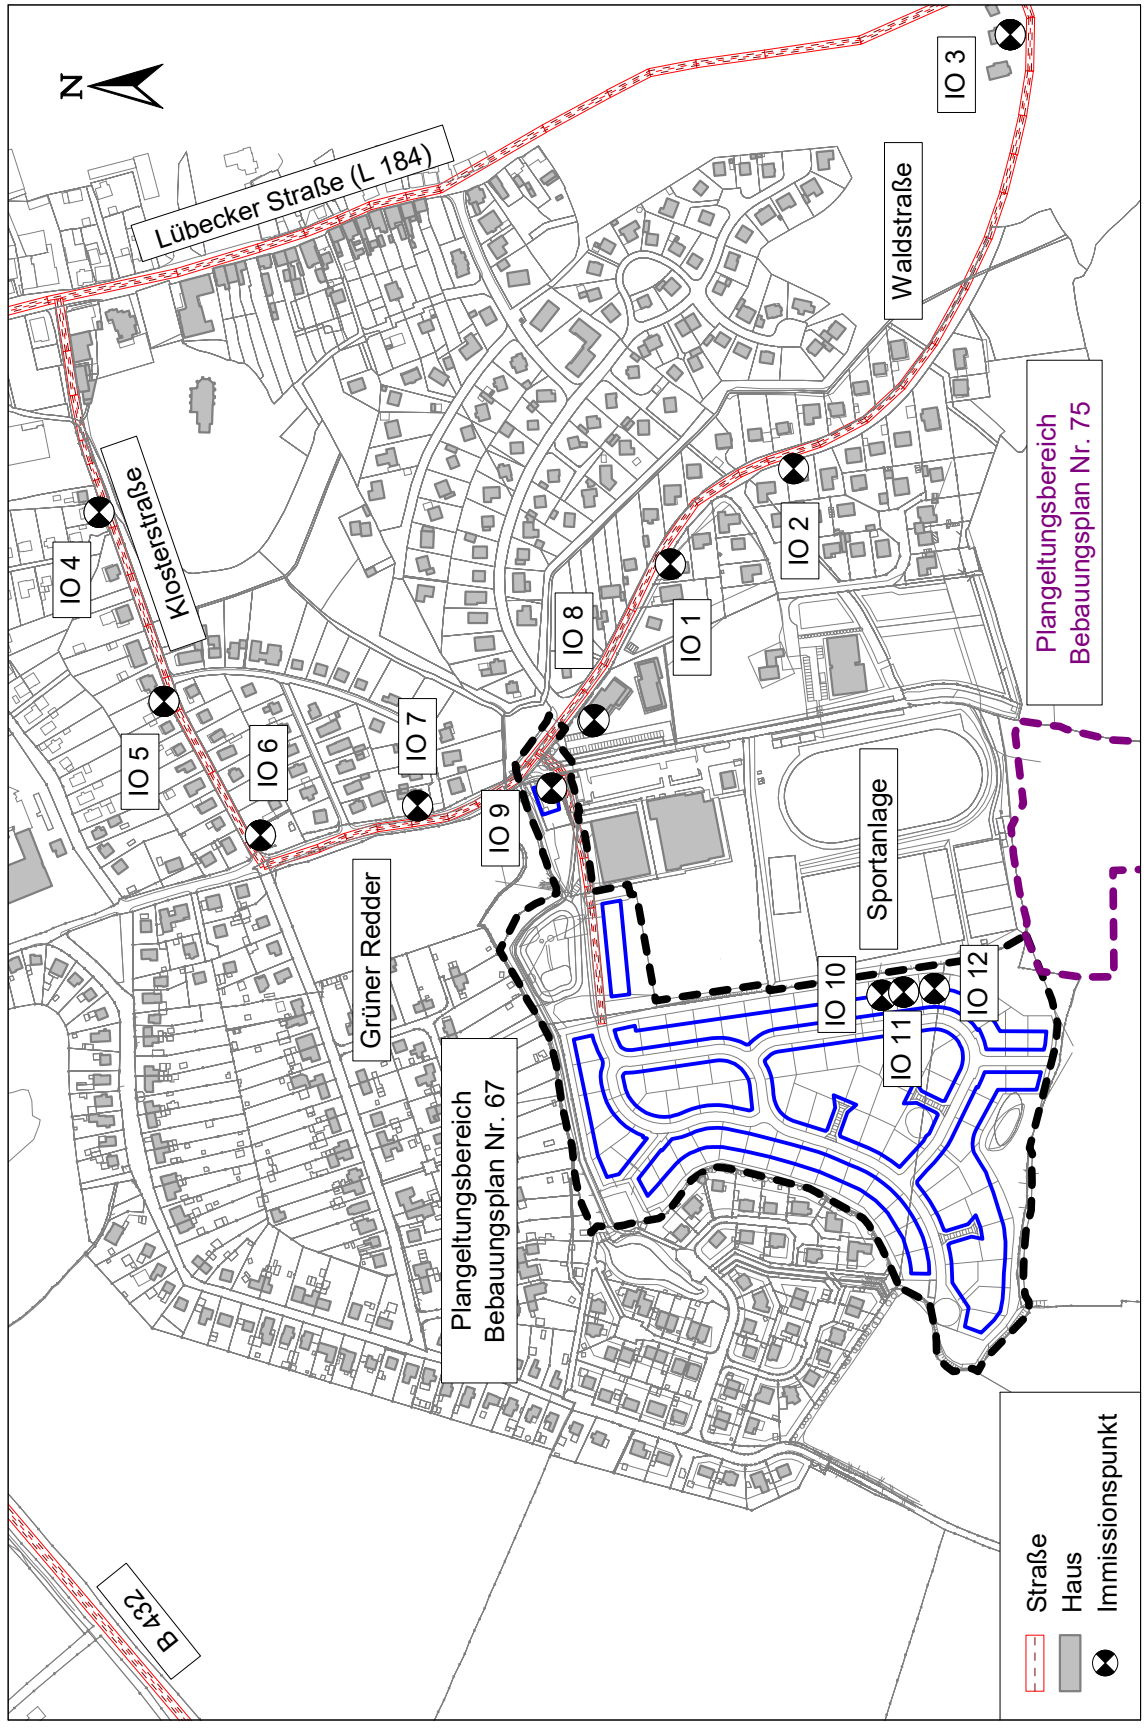 N
Lübecker Straße (L 184)
IO 3
Waldstraße
Klosterstraße
IO 4
IO 5
IO 6
IO 7
IO 8
IO 1
IO 2
IO 9
Grüner Redder
Sportanlage
IO 10
IO 11
IO 12
Plangeltungsbereich
Bebauungsplan Nr. 75
Plangeltungsbereich
Bebauungsplan Nr. 67
B 432
Straße
Haus
Immissionspunkt